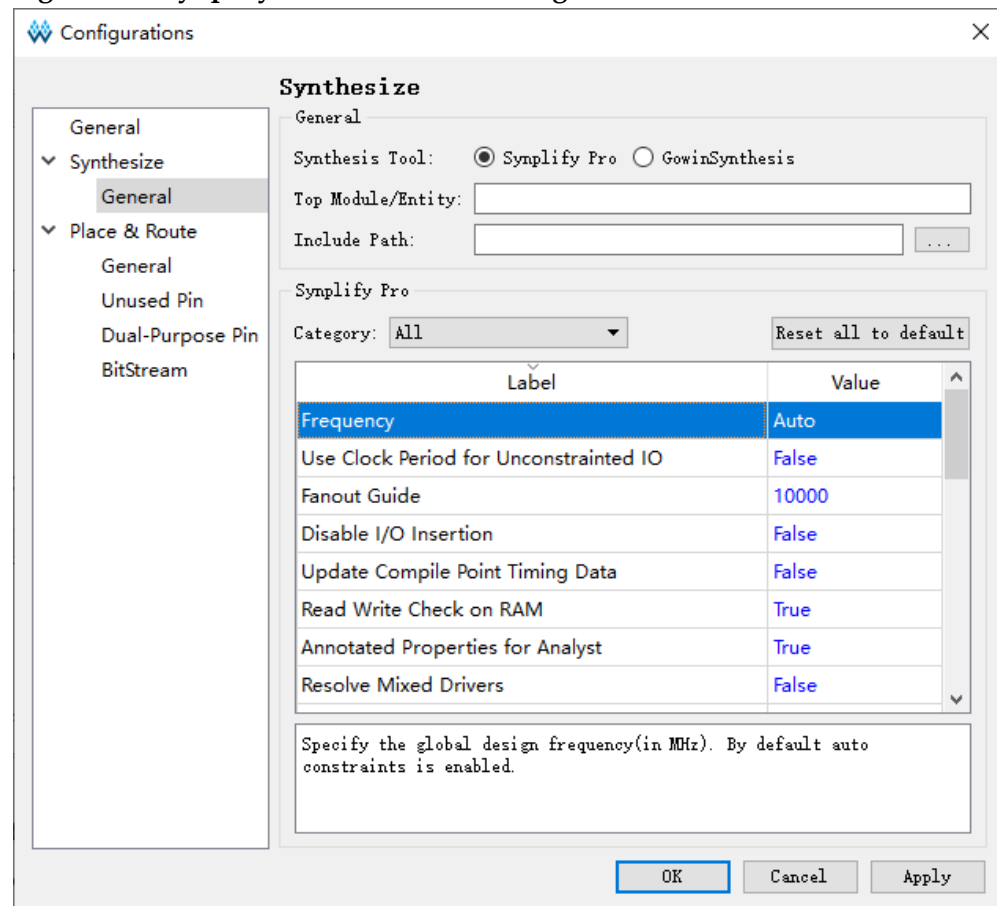 Configurations
Synthesize
General
General
Synthesis Tool: Synplify Pro GowinSynthesis
Synthesize
General
Top Module/Entity:
Place & Route
Include Path: ...
General
Unused Pin
Synplify Pro
Dual-Purpose Pin
Category: All Reset all to default
BitStream
Label Value
Frequency Auto
Use Clock Period for Unconstrainted IO False
Fanout Guide 10000
Disable I/O Insertion False
Update Compile Point Timing Data False
Read Write Check on RAM True
Annotated Properties for Analyst True
Resolve Mixed Drivers False
Specify the global design frequency(in MHz). By default auto
constraints is enabled.
OK Cancel Apply